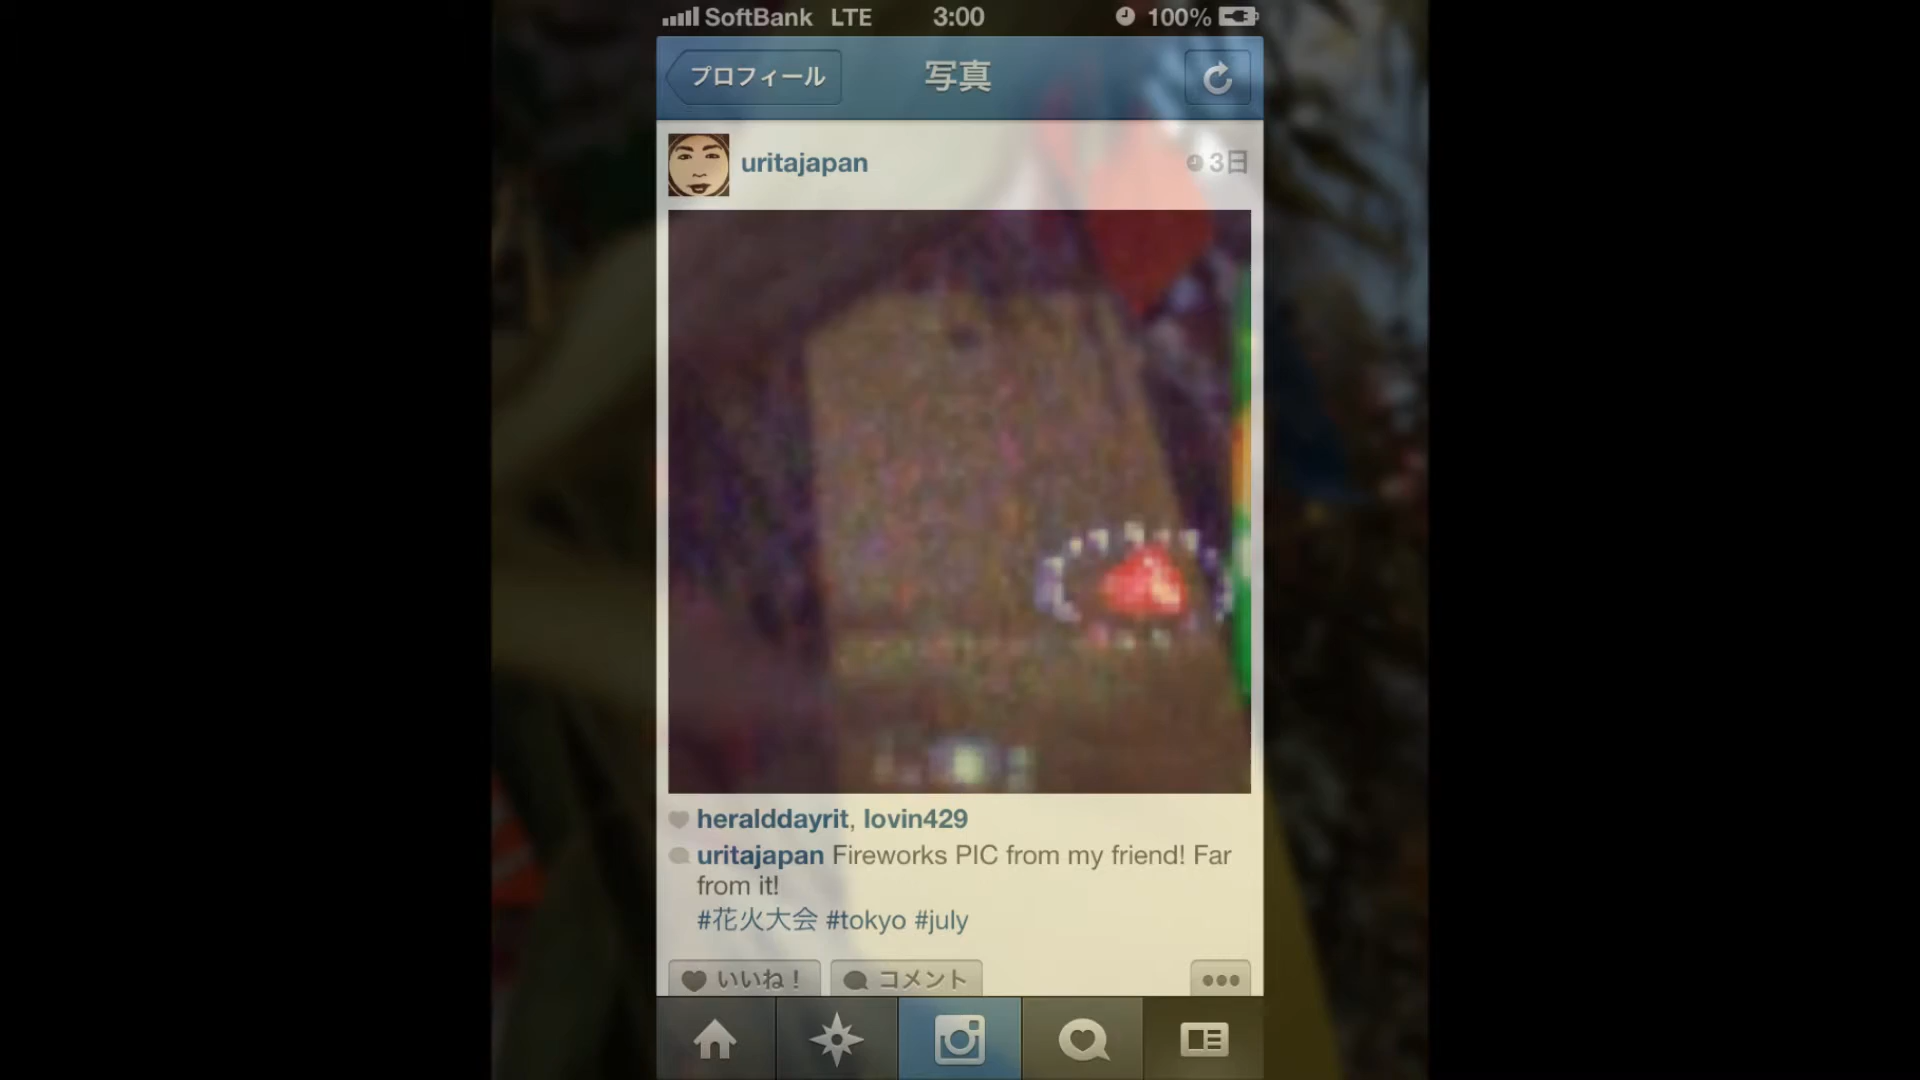 SoftBank LTE 3:00 100%
プロフィール 写真
uritajapan 3日
heralddayrit, lovin429
uritajapan Fireworks PIC from my friend! Far
from it!
#花火大会 #tokyo #july
いいね! コメント